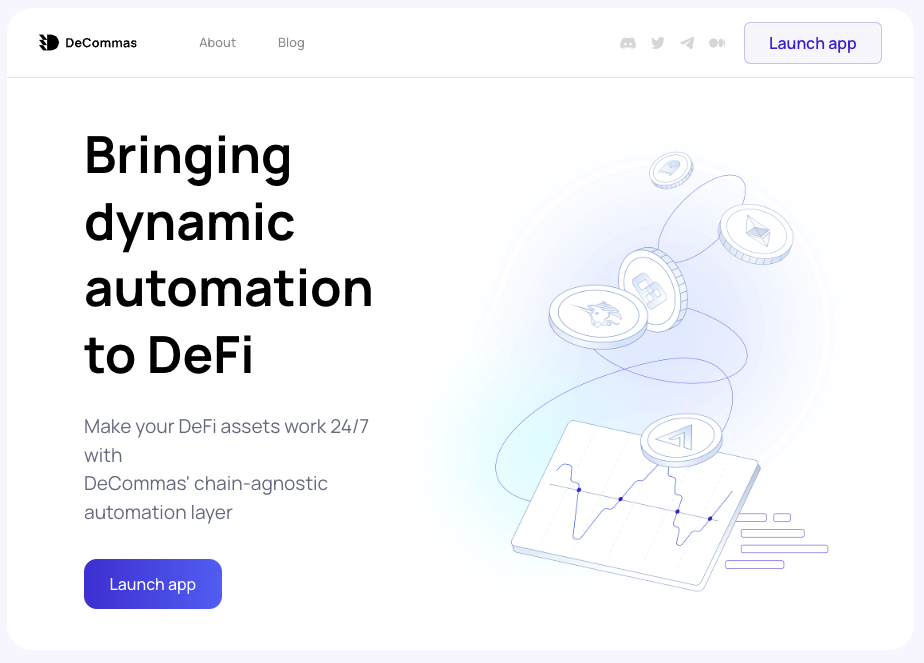 DeCommas
About
Blog
Launch app
Bringing
dynamic
automation
to DeFi
Make your DeFi assets work 24/7
with
DeCommas' chain-agnostic
automation layer
Launch app